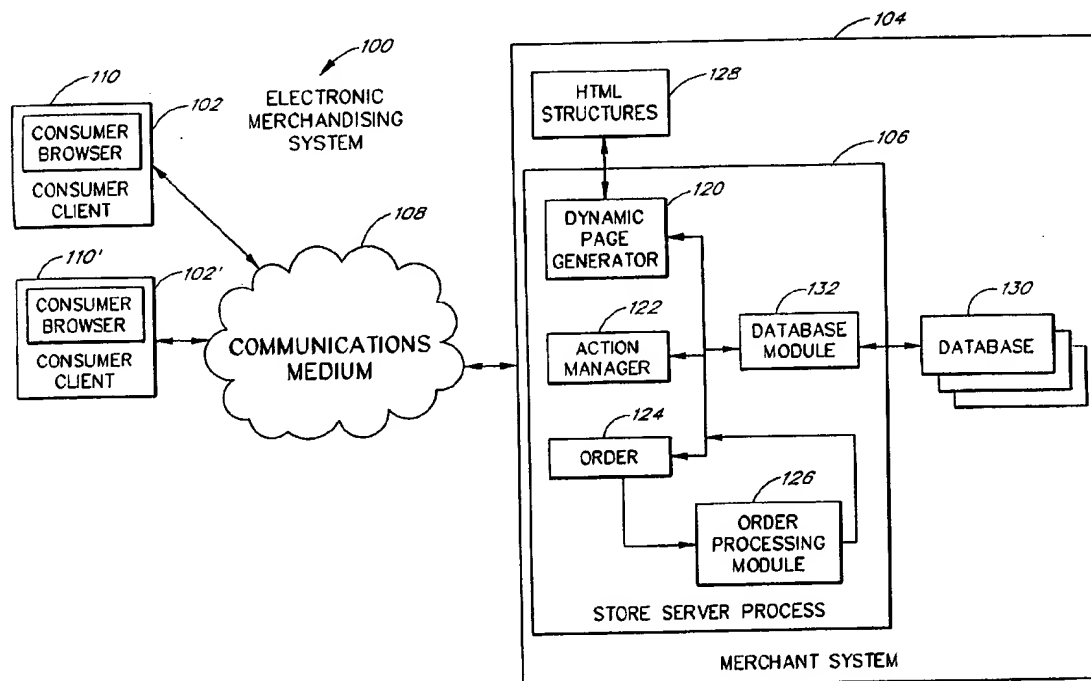 100
ELECTRONIC
MERCHANDISING
SYSTEM
110
102
CONSUMER
BROWSER
CONSUMER
CLIENT
110'
102'
CONSUMER
BROWSER
CONSUMER
CLIENT
108
COMMUNICATIONS
MEDIUM
104
128
HTML
STRUCTURES
106
120
DYNAMIC
PAGE
GENERATOR
122
ACTION
MANAGER
132
DATABASE
MODULE
130
DATABASE
124
ORDER
126
ORDER
PROCESSING
MODULE
STORE SERVER PROCESS
MERCHANT SYSTEM